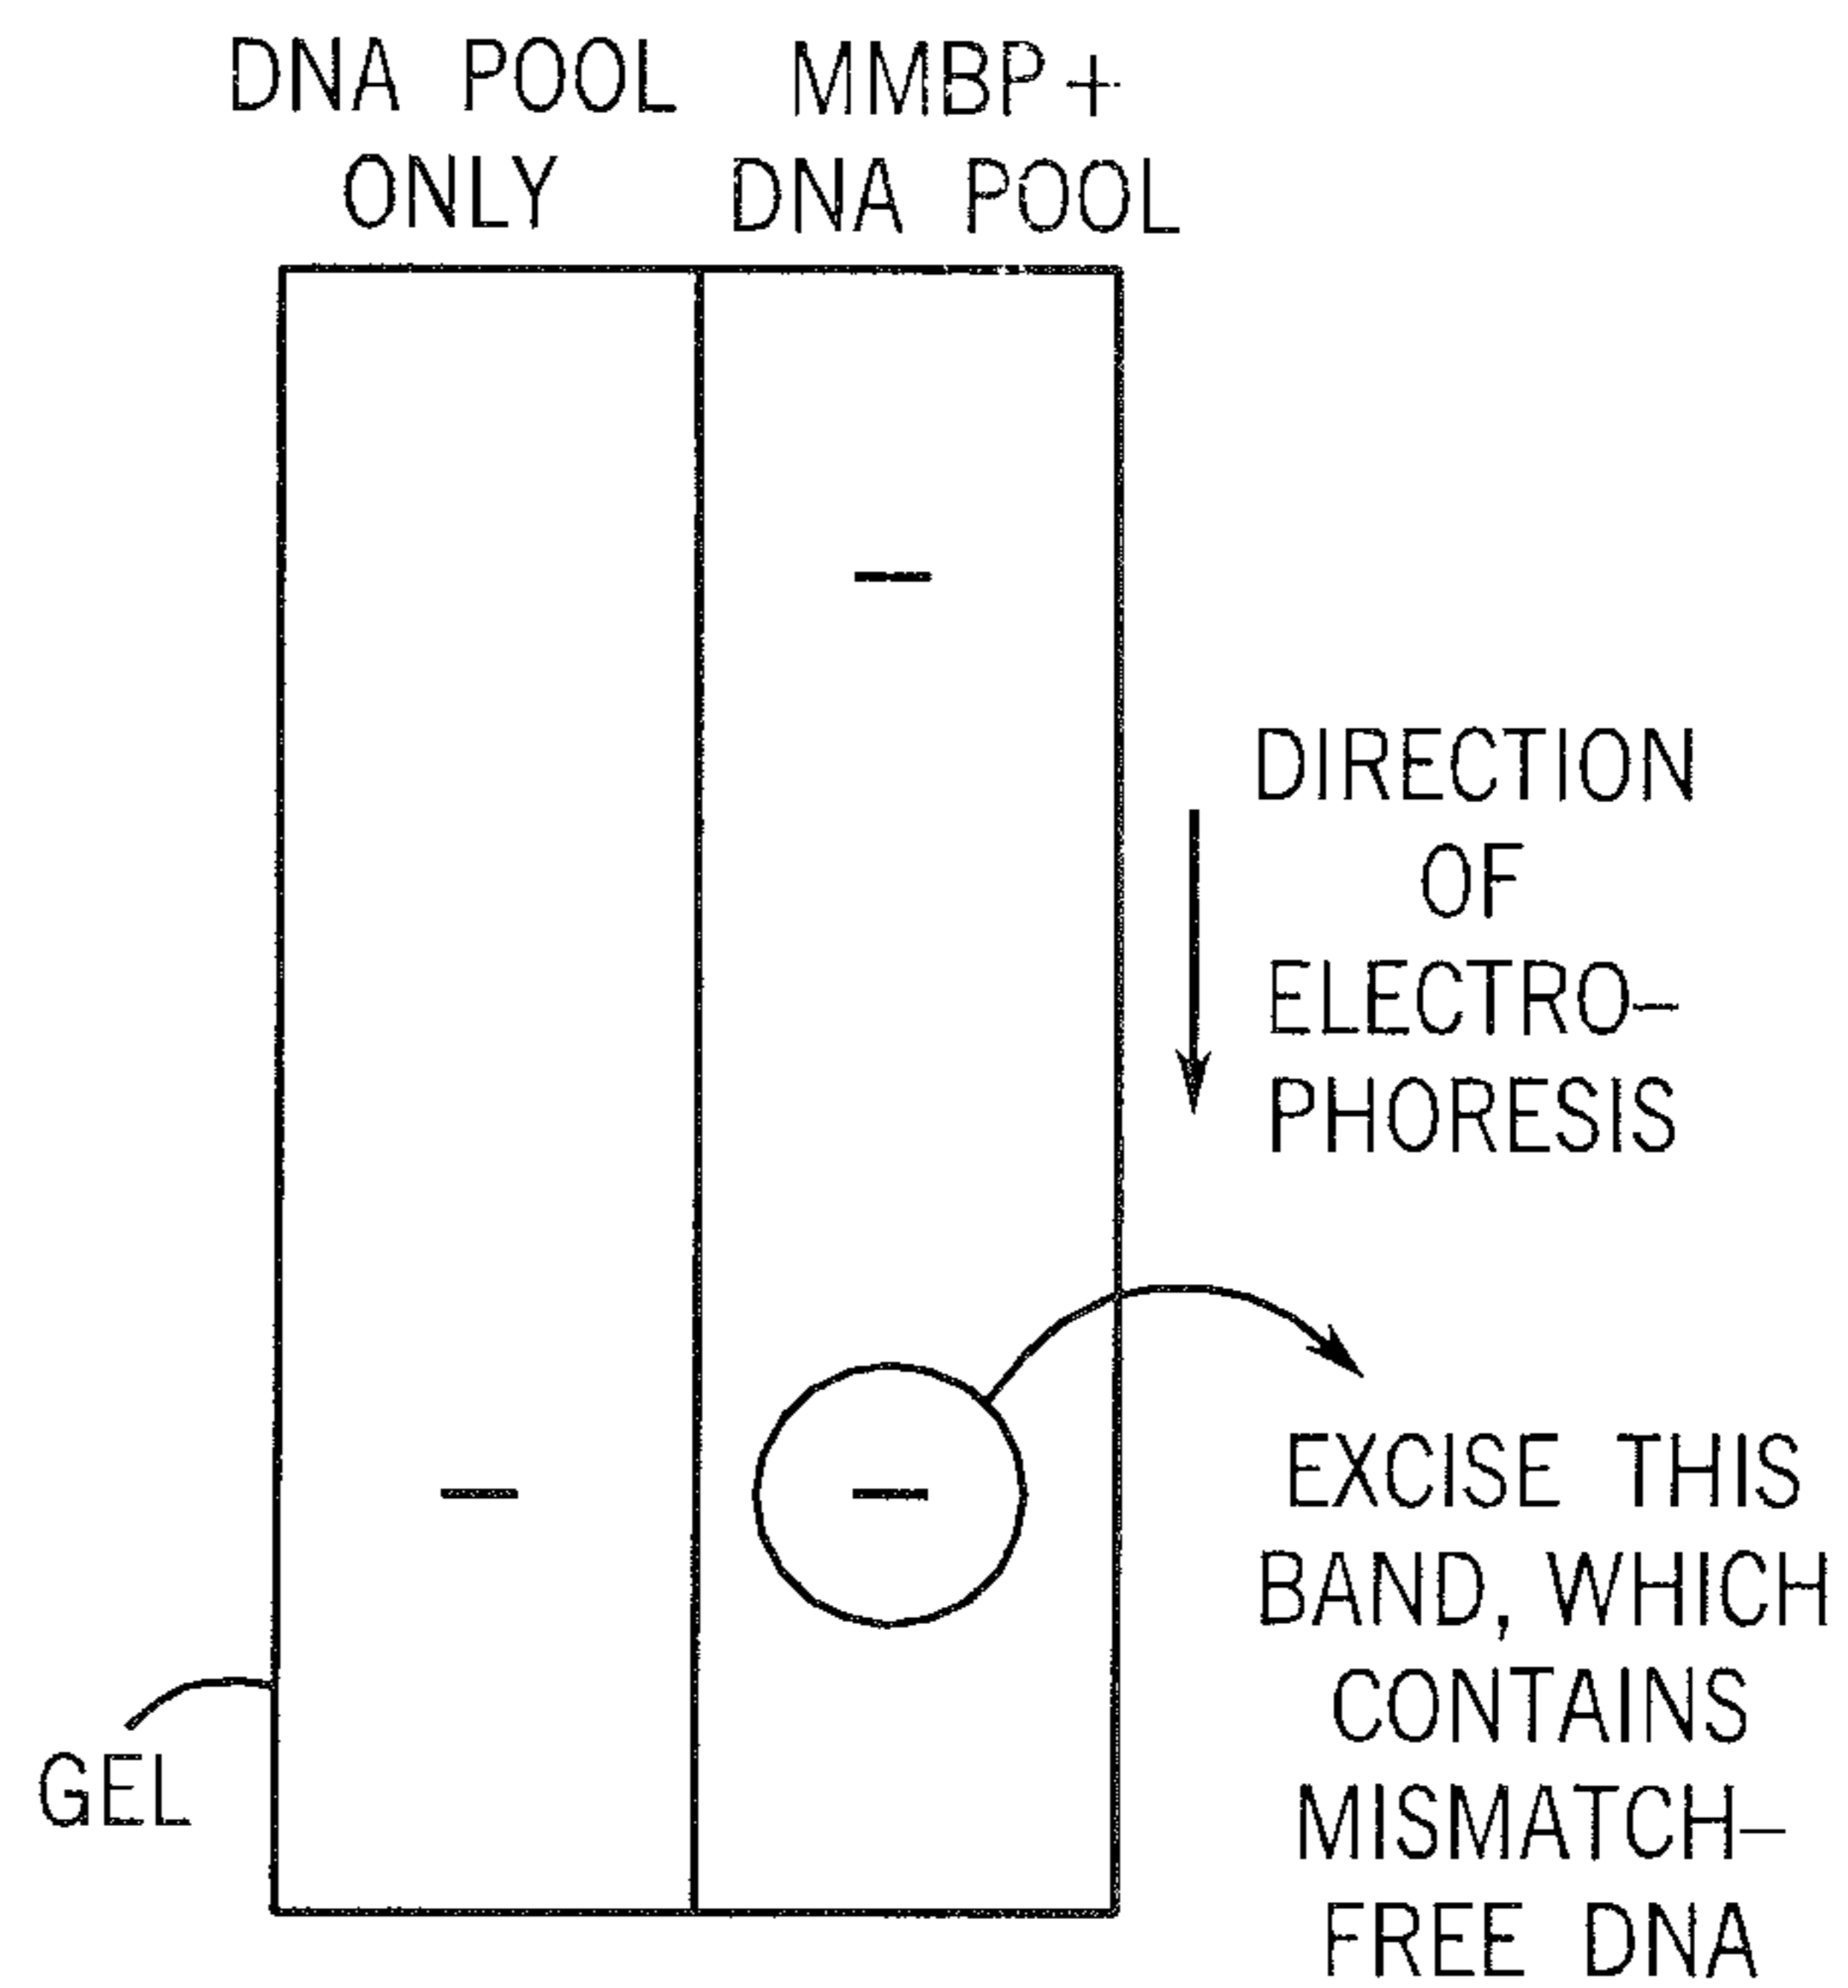 DNA POOL
ONLY
MMBP+
DNA POOL
DIRECTION
OF
ELECTRO-
PHORESIS
EXCISE THIS
BAND, WHICH
CONTAINS
MISMATCH-
FREE DNA
GEL